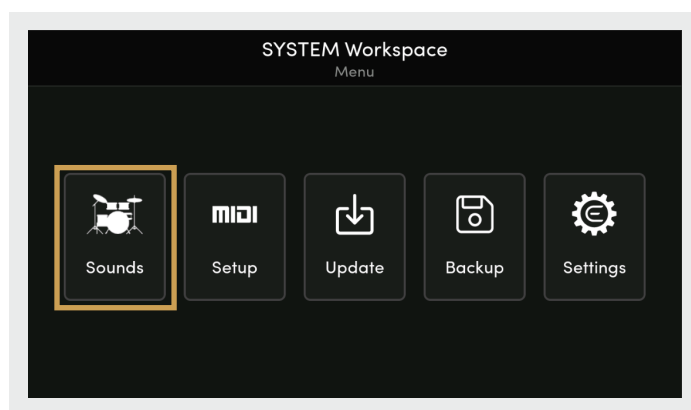 SYSTEM Workspace
Menu
MIDI
Sounds Setup Update Backup Settings